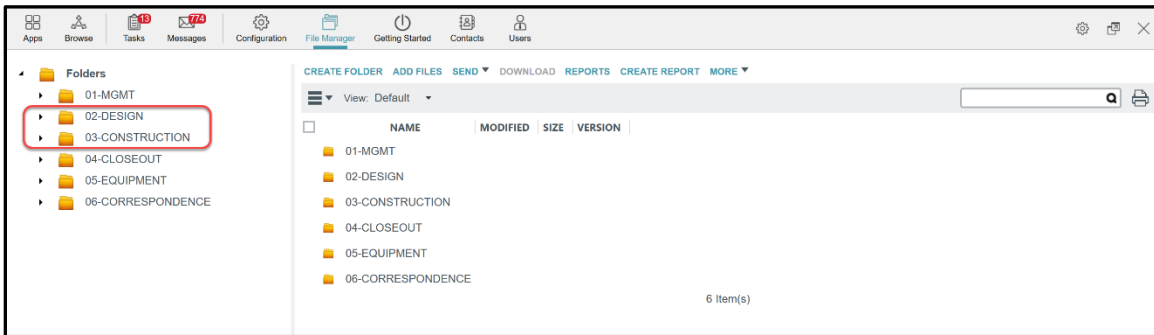 13 774
Apps Browse Tasks Messages Configuration File Manager Getting Started Contacts Users
Folders
01-MGMT
02-DESIGN
03-CONSTRUCTION
04-CLOSEOUT
05-EQUIPMENT
06-CORRESPONDENCE
CREATE FOLDER ADD FILES SEND DOWNLOAD REPORTS CREATE REPORT MORE
View: Default
NAME MODIFIED SIZE VERSION
01-MGMT
02-DESIGN
03-CONSTRUCTION
04-CLOSEOUT
05-EQUIPMENT
06-CORRESPONDENCE
6 Item(s)